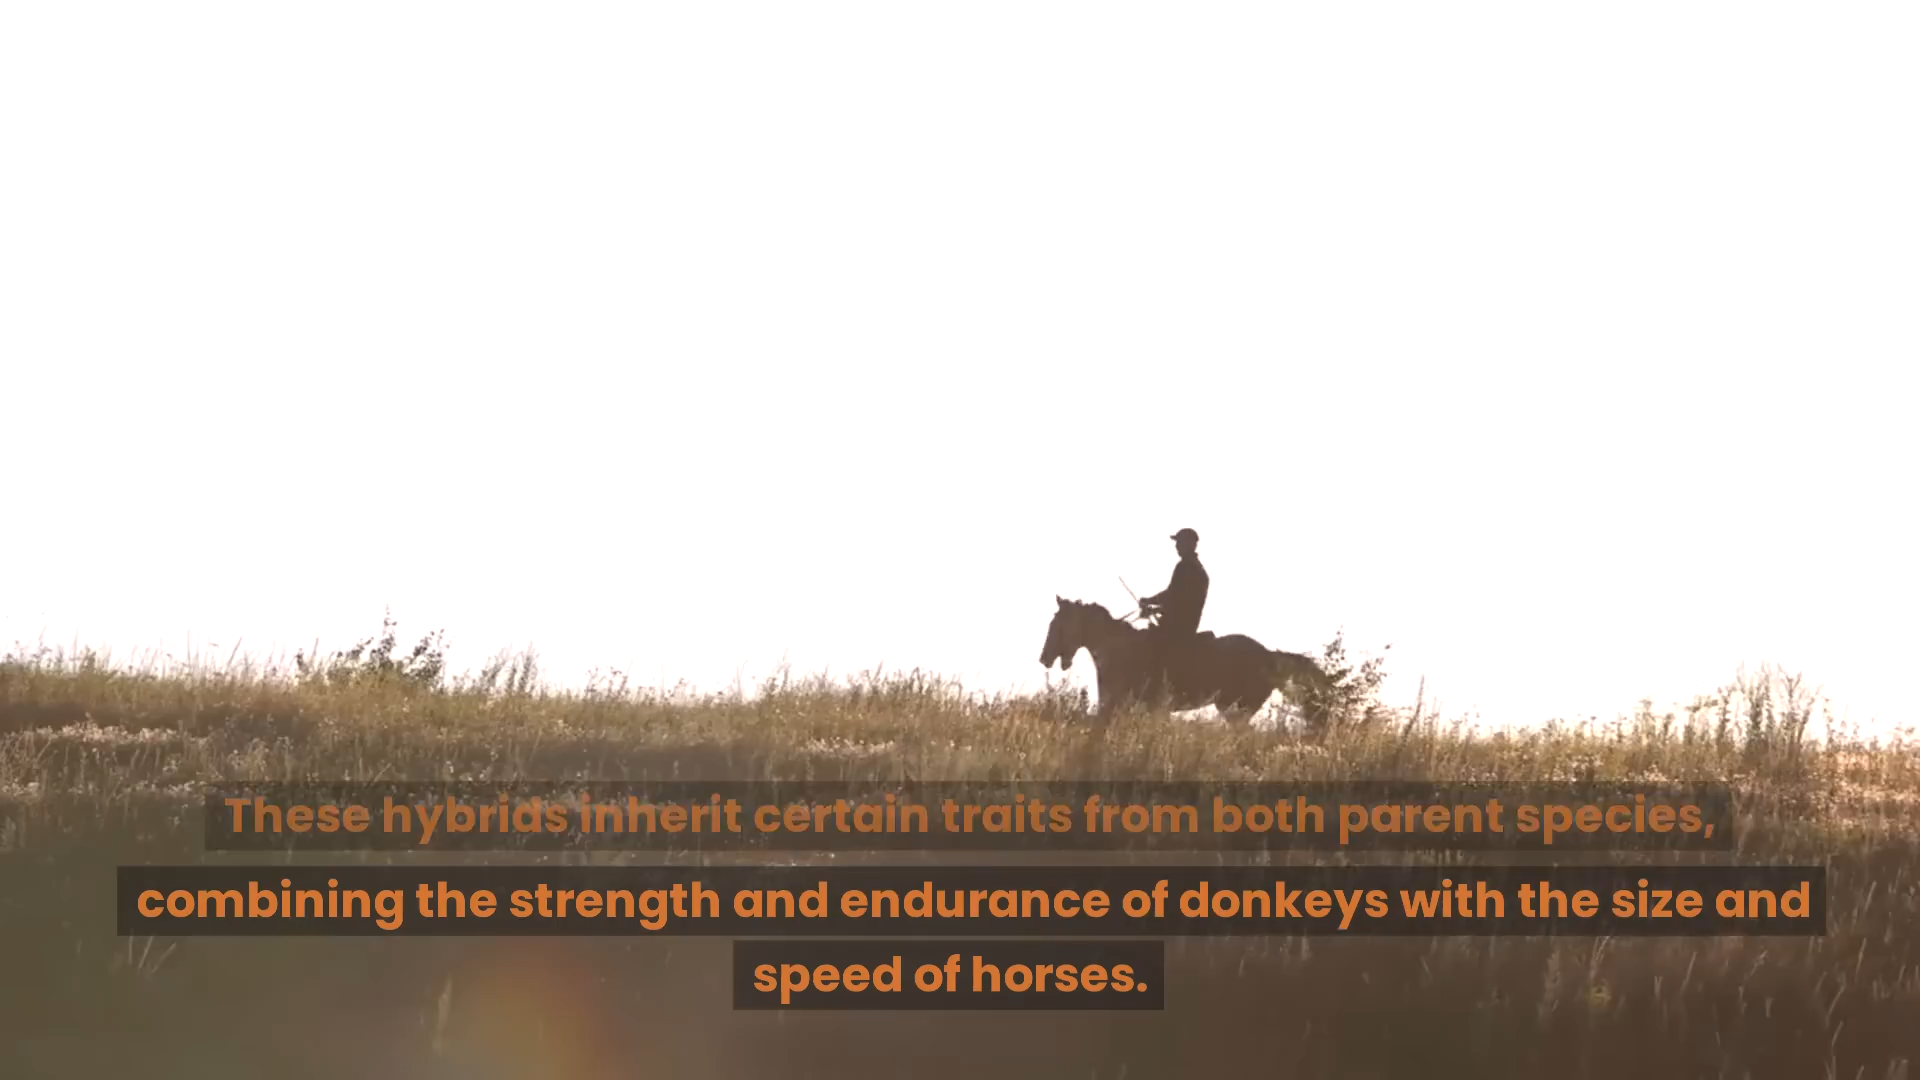 These hybrids inherit certain traits from both parent species,
combining the strength and endurance of donkeys with the size and
speed of horses.